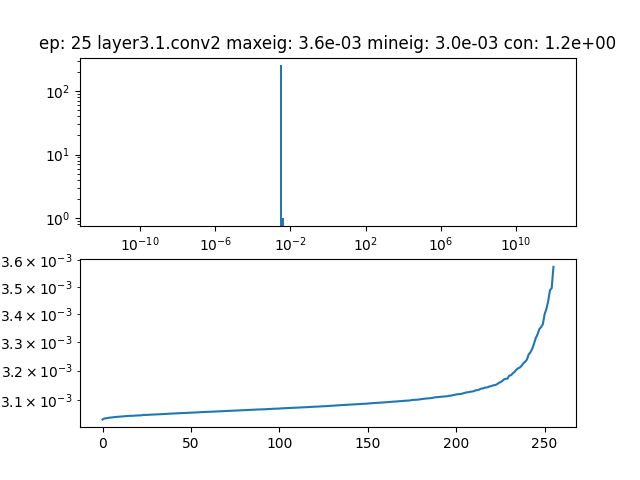 ep: 25 layer3.1.conv2 maxeig: 3.6e-03 mineig: 3.0e-03 con: 1.2e+00
10²
10¹
10⁰
10⁻¹⁰ 10⁻⁶ 10⁻² 10² 10⁶ 10¹⁰
3.6 × 10⁻³
3.5 × 10⁻³
3.4 × 10⁻³
3.3 × 10⁻³
3.2 × 10⁻³
3.1 × 10⁻³
0 50 100 150 200 250